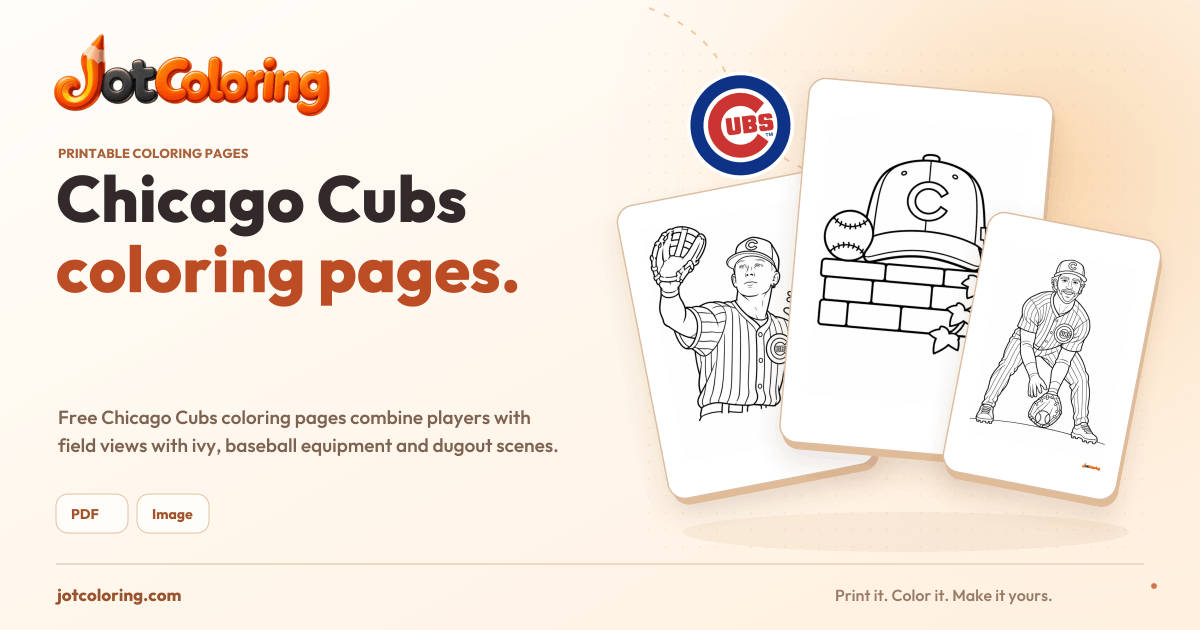 JotColoring
PRINTABLE COLORING PAGES
Chicago Cubs
coloring pages.
CUBS
TM
C
C
C
Free Chicago Cubs coloring pages combine players with
field views with ivy, baseball equipment and dugout scenes.
PDF
Image
jotcoloring.com
Print it. Color it. Make it yours.